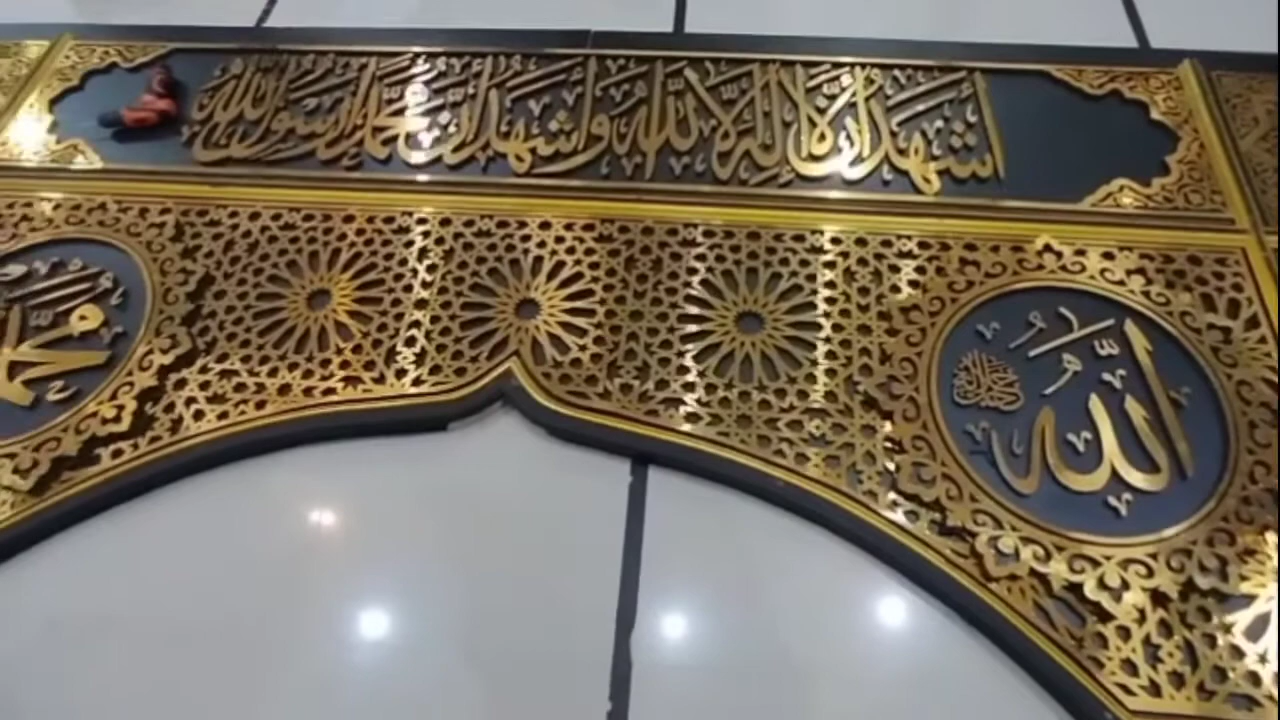 أشهد أن لا إله إلا الله وأشهد أن محمدا رسول الله
الله
جل جلاله
محمد